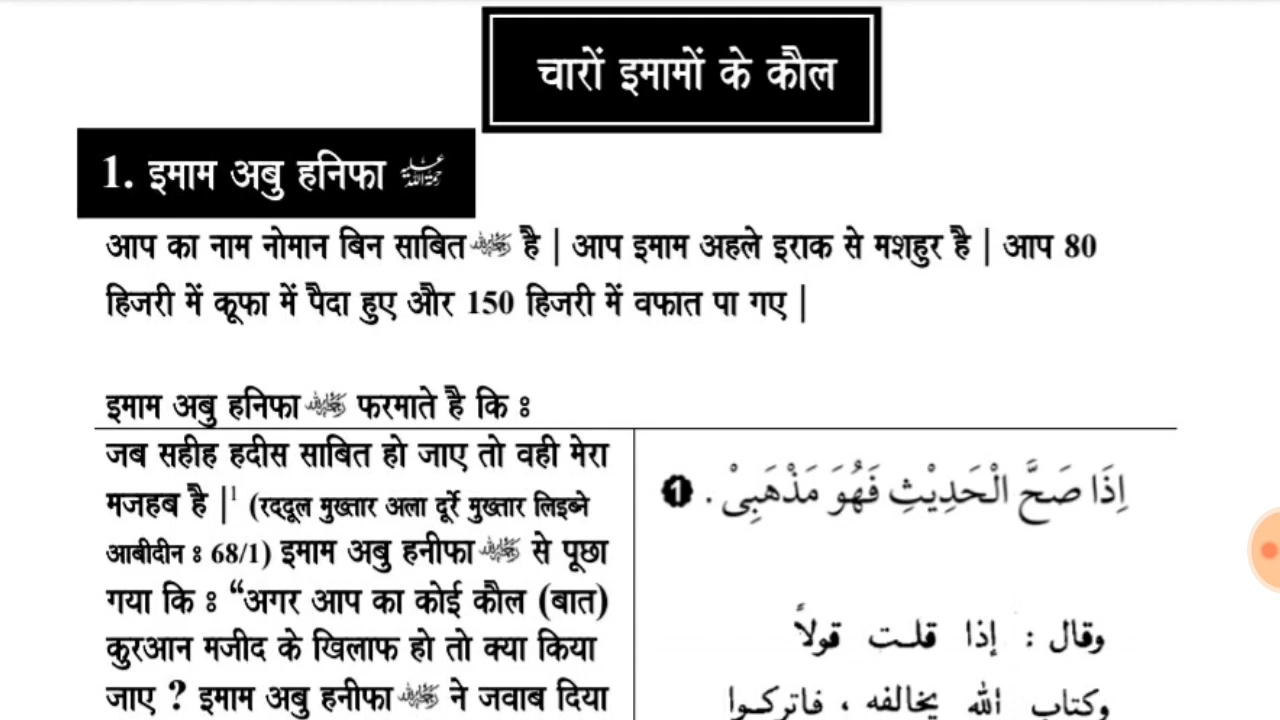 चारों इमामों के कौल
1. इमाम अबु हनिफा رحمة الله عليه
आप का नाम नोमान बिन साबित है | आप इमाम अहले इराक से मशहुर है | आप 80
हिजरी में कूफा में पैदा हुए और 150 हिजरी में वफात पा गए |
इमाम अबु हनिफा फरमाते है कि ः
जब सहीह हदीस साबित हो जाए तो वही मेरा
मजहब है |1 (रद्दूल मुख्तार अला दूर्रे मुख्तार लिइब्ने
आबीदीन ः 68/1) इमाम अबु हनीफा से पूछा
गया कि ः “अगर आप का कोई कौल (बात)
कुरआन मजीद के खिलाफ हो तो क्या किया
जाए ? इमाम अबु हनीफा ने जवाब दिया
اِذَا صَحَّ الْحَدِيْثِ فَهُوَ مَذْهَبِىْ . 1
وقال : إذا قلت قولاً
وكتاب الله يخالفه ، فاتركوا